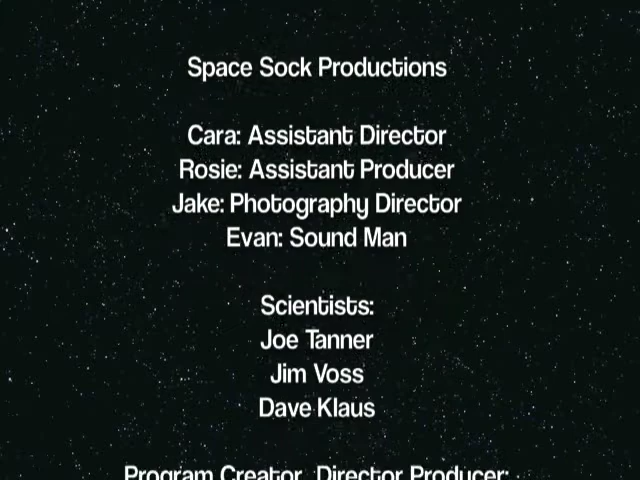 Space Sock Productions
Cara: Assistant Director
Rosie: Assistant Producer
Jake: Photography Director
Evan: Sound Man
Scientists:
Joe Tanner
Jim Voss
Dave Klaus
Program Creator, Director Producer: